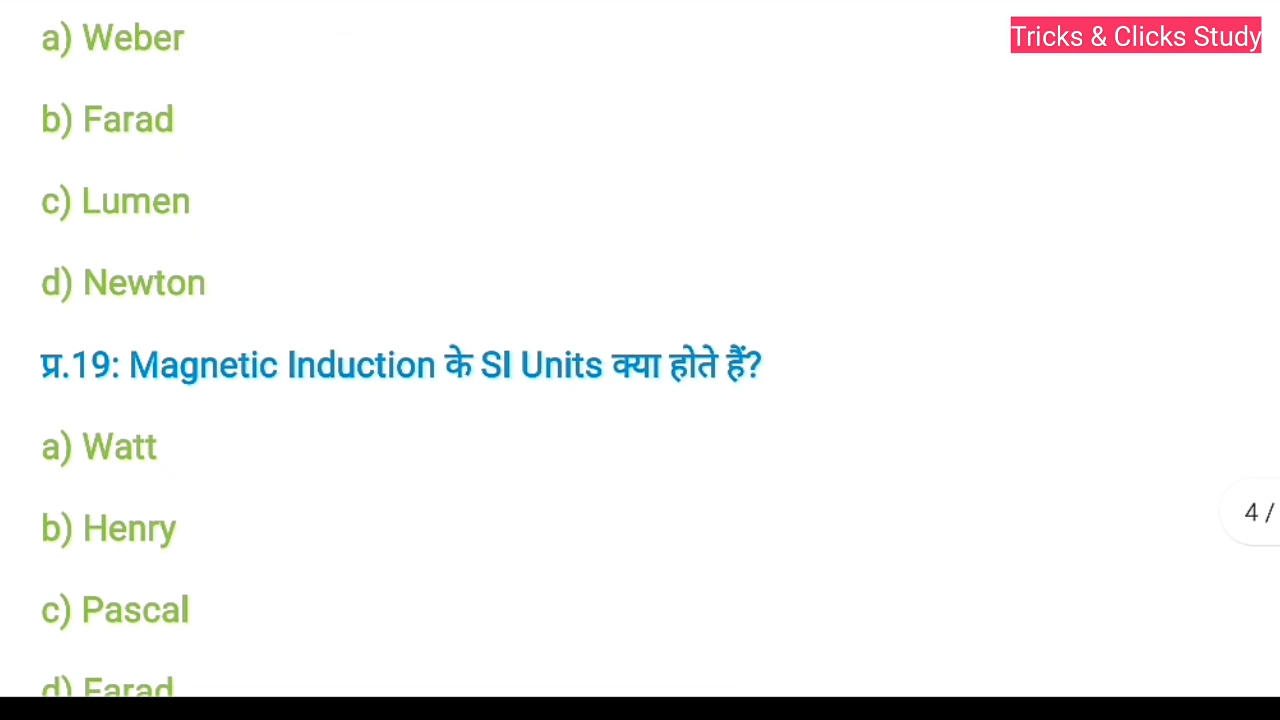 a) Weber
Tricks & Clicks Study
b) Farad
c) Lumen
d) Newton
प्र.19: Magnetic Induction के SI Units क्या होते हैं?
a) Watt
b) Henry
4 /
c) Pascal
d) Farad